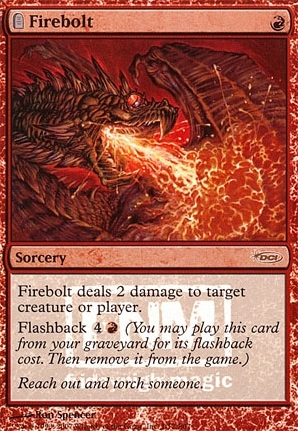 Firebolt
Sorcery
DCI
Firebolt deals 2 damage to target
creature or player.
Flashback 4 (You may play this card
from your graveyard for its flashback
cost. Then remove it from the game.)
Reach out and torch someone.
Ron Spencer